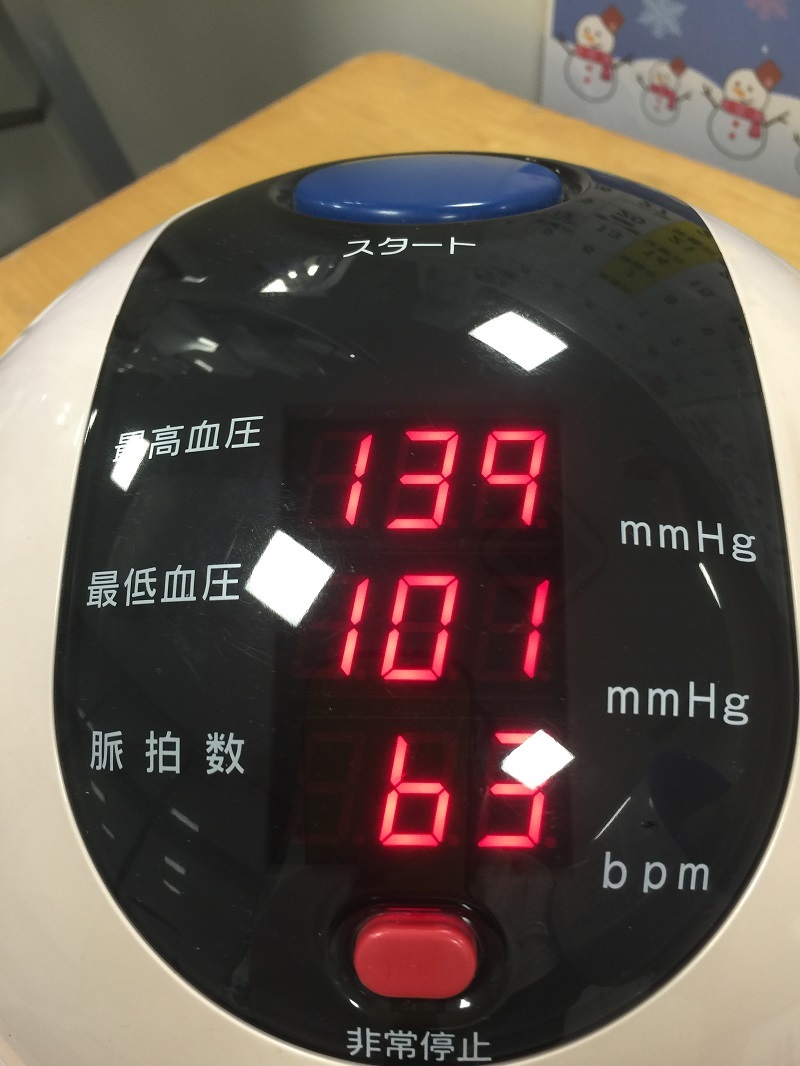 スタート
最高血圧 139 mmHg
最低血圧 101 mmHg
脈拍数 63 bpm
非常停止